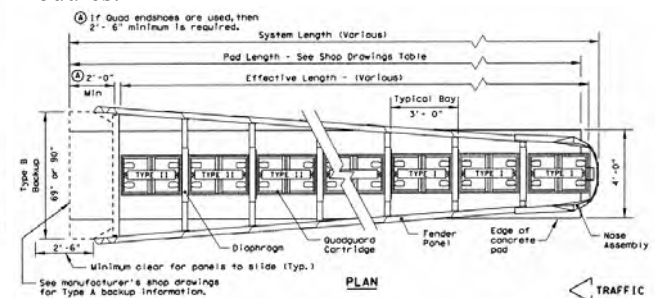 Ⓐ If Quad endshoes are used, then
2'- 6" minimum is required.
System Length (Various)
Pad Length - See Shop Drawings Table
Ⓐ 2'-0"
Min
Effective Length - (Various)
Typical Bay
3'- 0"
Type B
Backup
69" or 90"
TYPE II
TYPE II
TYPE II
TYPE I
TYPE I
TYPE I
4'-0"
2'-6"
Diaphragm
Quadguard
Cartridge
Fender
Panel
Edge of
concrete
pad
Nose
Assembly
Minimum clear for panels to slide (Typ.)
See manufacturer's shop drawings
for Type A backup information.
PLAN
TRAFFIC